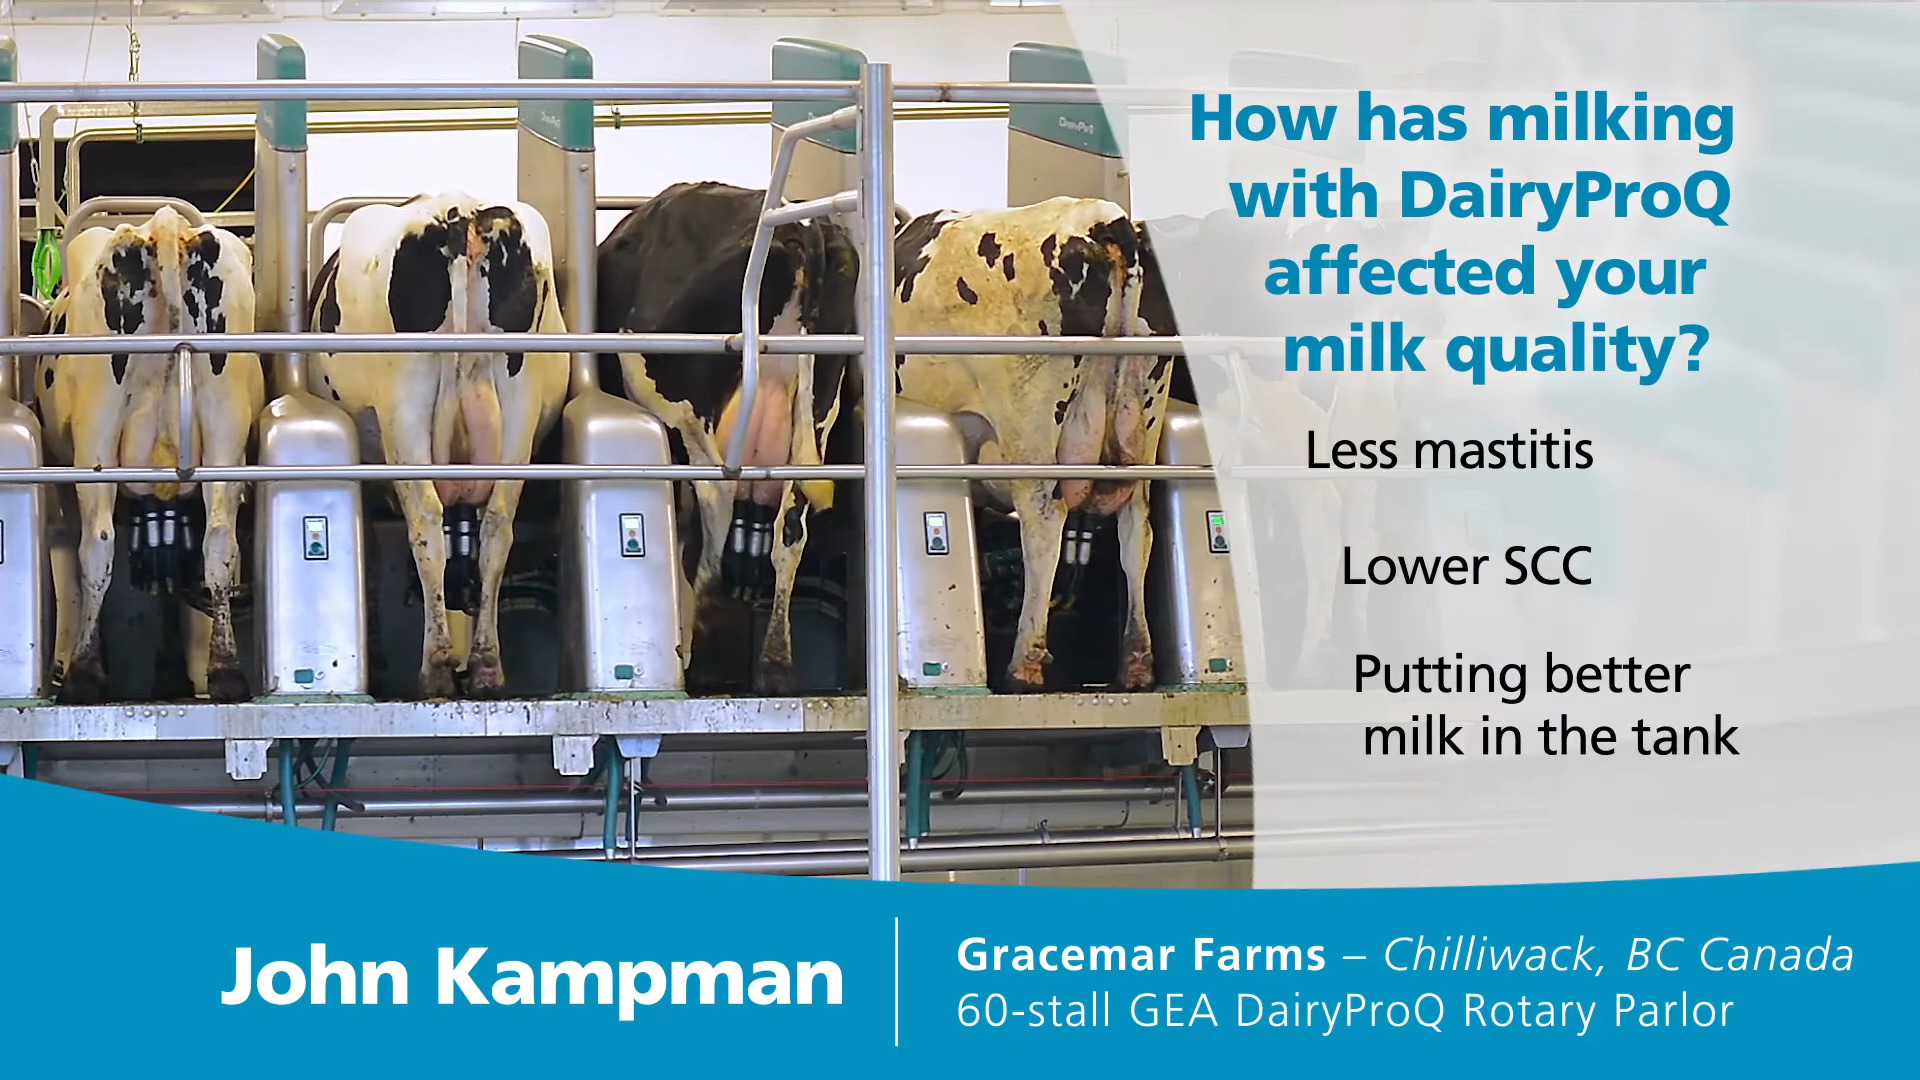 How has milking
with DairyProQ
affected your
milk quality?
Less mastitis
Lower SCC
Putting better
milk in the tank
John Kampman
Gracemar Farms – Chilliwack, BC Canada
60-stall GEA DairyProQ Rotary Parlor